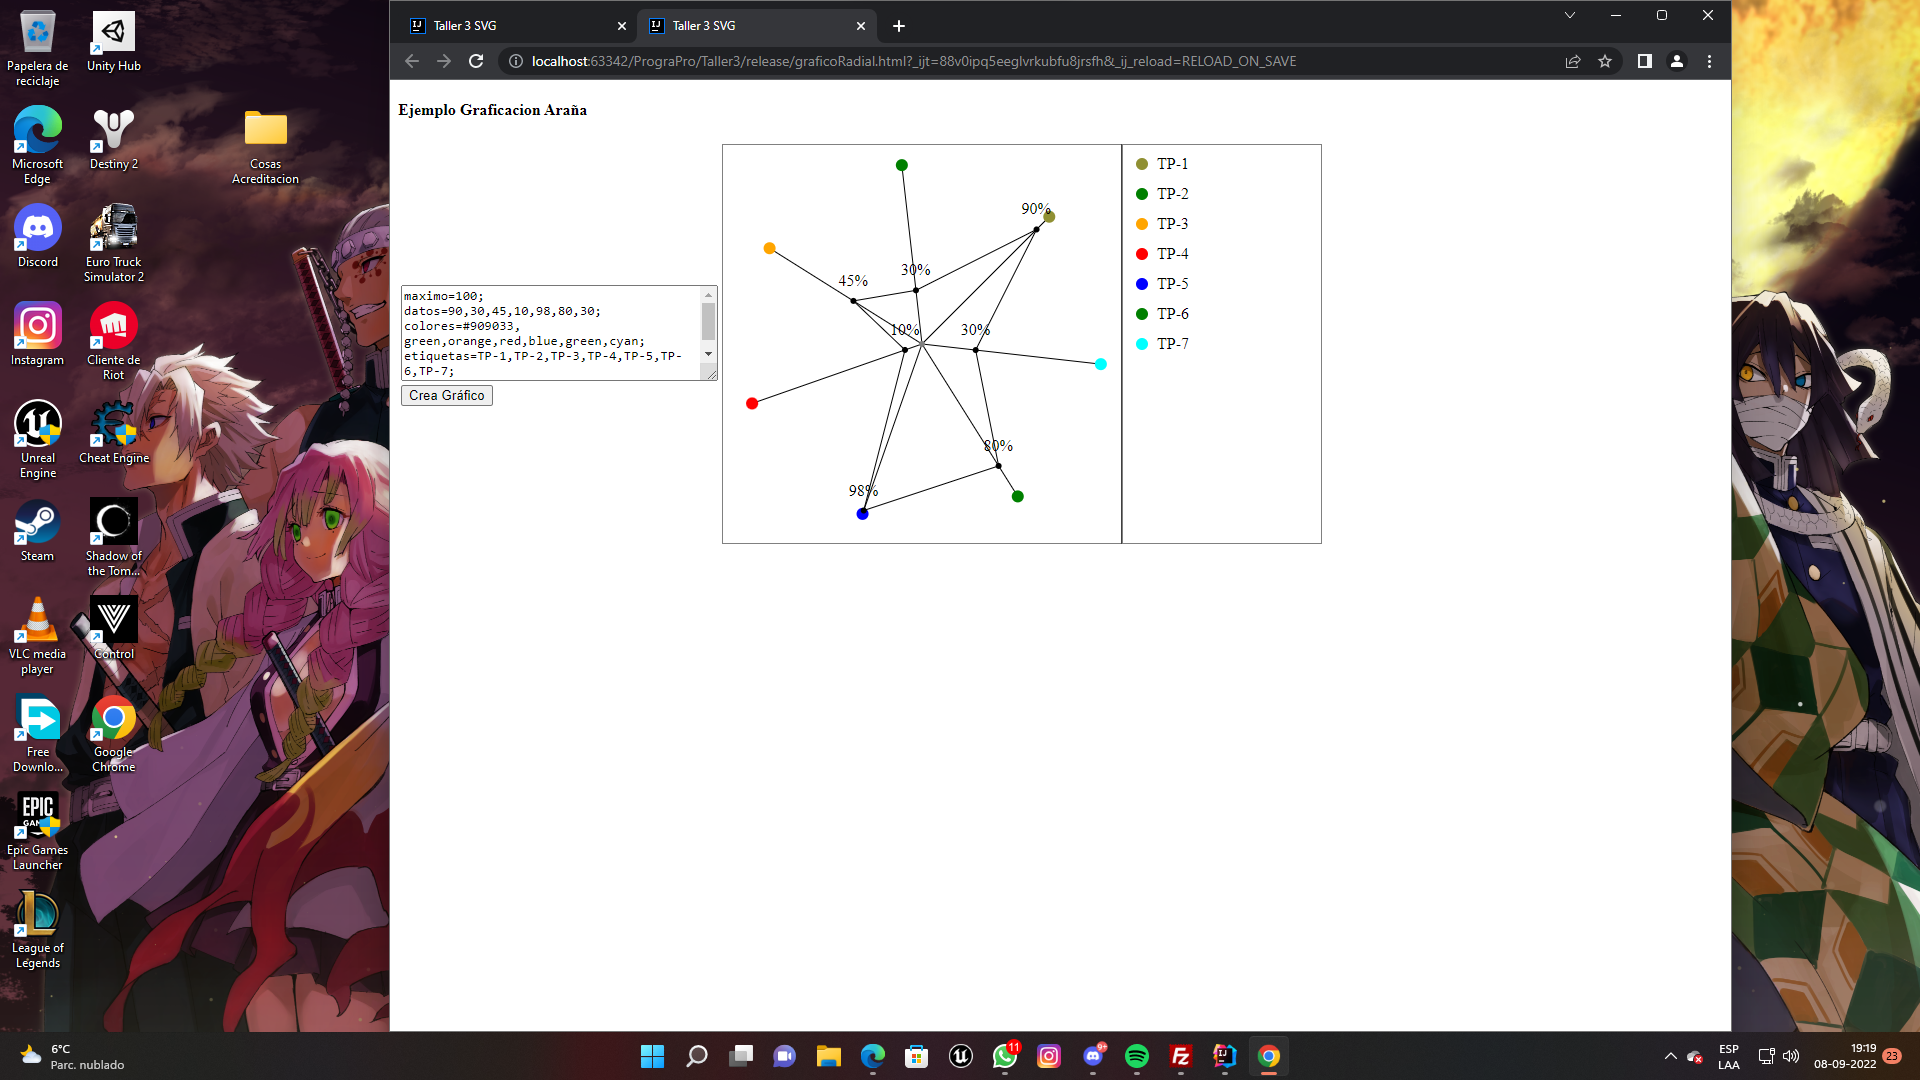 Taller 3 SVG
Taller 3 SVG
localhost:63342/PrograPro/Taller3/release/graficoRadial.html?_ijt=88v0ipq5eeglvrkubfu8jrsfh&_ij_reload=RELOAD_ON_SAVE
Papelera de
reciclaje
Unity Hub
Microsoft
Edge
Destiny 2
Cosas
Acreditacion
Discord
Euro Truck
Simulator 2
Instagram
Cliente de
Riot
Unreal
Engine
Cheat Engine
Steam
Shadow of
the Tom...
VLC media
player
Control
Free
Downlo...
Google
Chrome
EPIC
Epic Games
Launcher
League of
Legends
Ejemplo Graficacion Araña
maximo=100;
datos=90,30,45,10,98,80,30;
colores=#909033,
green,orange,red,blue,green,cyan;
etiquetas=TP-1,TP-2,TP-3,TP-4,TP-5,TP-
6,TP-7;
Crea Gráfico
90%
30%
45%
10%
30%
80%
98%
TP-1
TP-2
TP-3
TP-4
TP-5
TP-6
TP-7
6°C
Parc. nublado
11
9+
ESP
LAA
19:19
08-09-2022
23